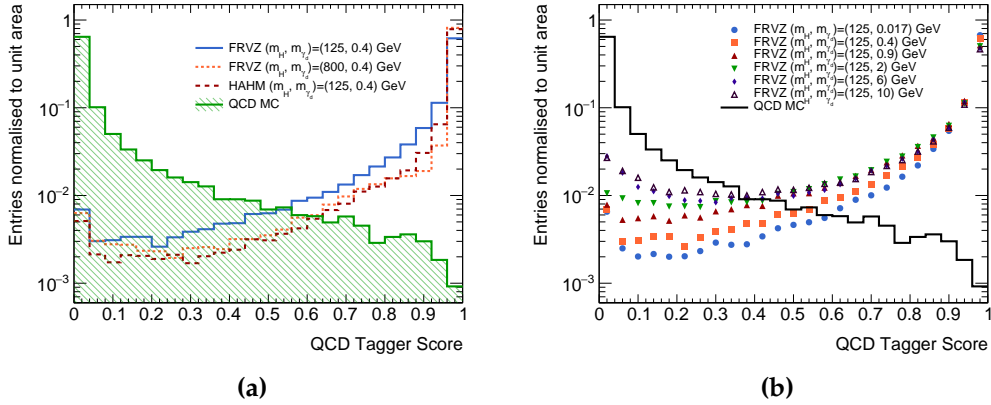 Entries normalised to unit area
1
10⁻¹
10⁻²
10⁻³
FRVZ (m_H, m_γd)=(125, 0.4) GeV
FRVZ (m_H, m_γd)=(800, 0.4) GeV
HAHM (m_H, m_γd)=(125, 0.4) GeV
QCD MC
0 0.1 0.2 0.3 0.4 0.5 0.6 0.7 0.8 0.9 1
QCD Tagger Score
(a)
Entries normalised to unit area
1
10⁻¹
10⁻²
10⁻³
FRVZ (m_H, m_γd)=(125, 0.017) GeV
FRVZ (m_H, m_γd)=(125, 0.4) GeV
FRVZ (m_H, m_γd)=(125, 0.9) GeV
FRVZ (m_H, m_γd)=(125, 2) GeV
FRVZ (m_H, m_γd)=(125, 6) GeV
FRVZ (m_H, m_γd)=(125, 10) GeV
QCD MC
0 0.1 0.2 0.3 0.4 0.5 0.6 0.7 0.8 0.9 1
QCD Tagger Score
(b)